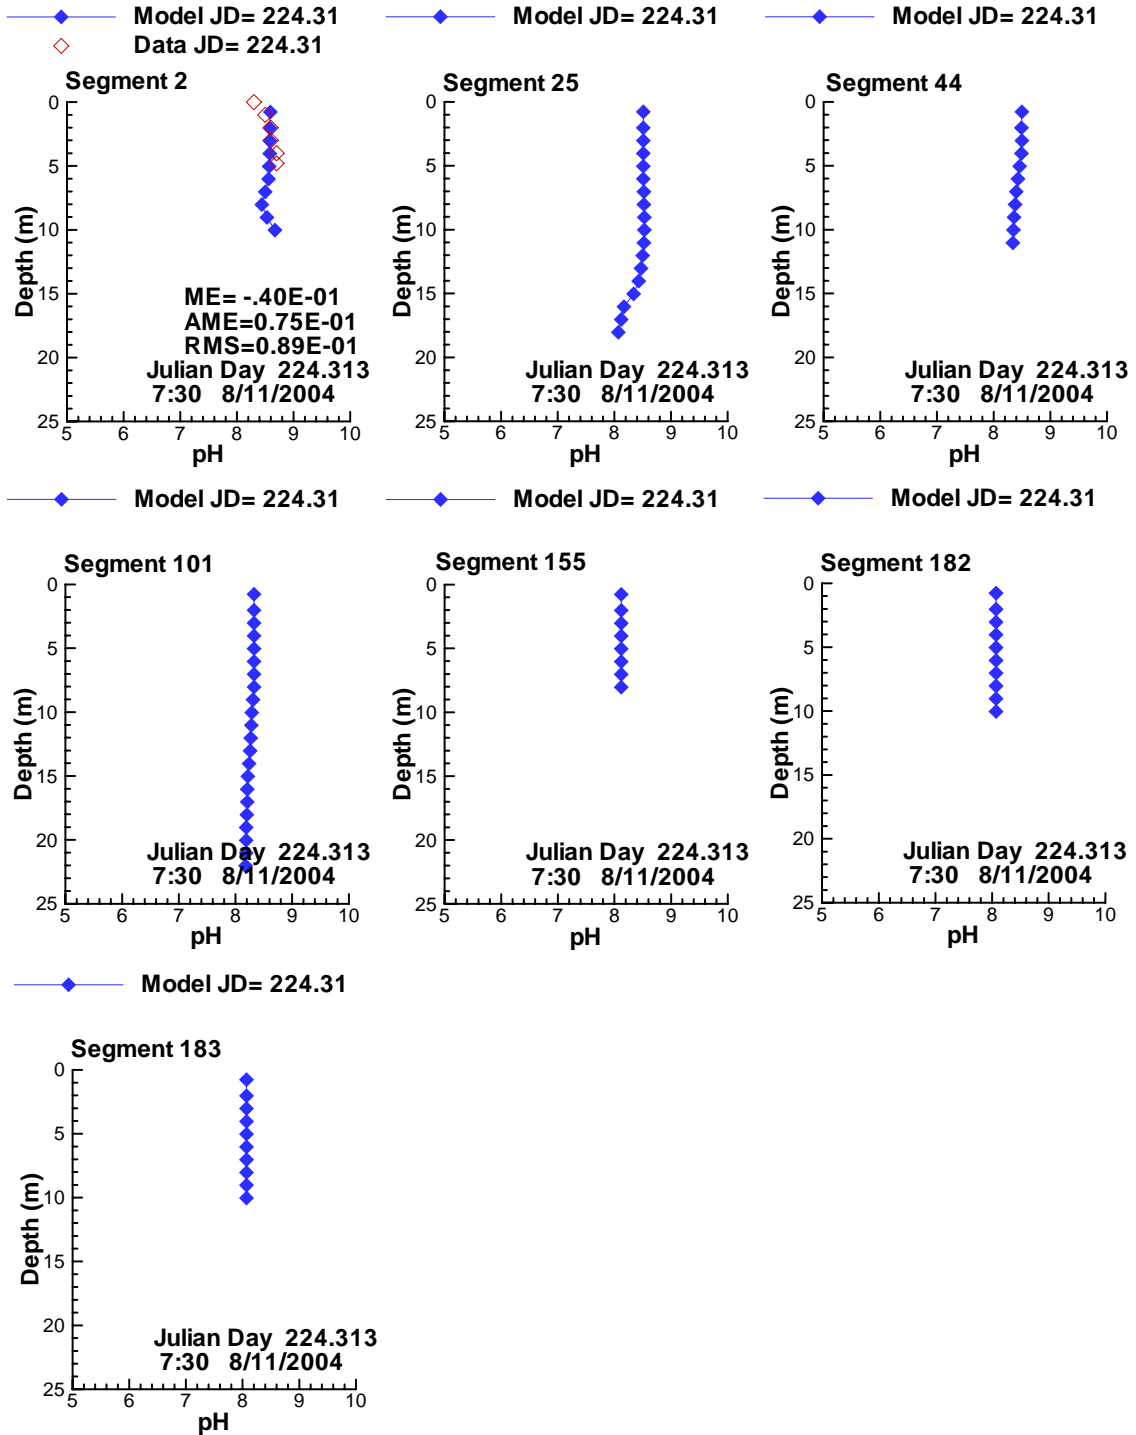 Model JD= 224.31
Data JD= 224.31
Segment 2
0
5
10
15
20
25
Depth (m)
ME= -.40E-01
AME=0.75E-01
RMS=0.89E-01
Julian Day 224.313
7:30 8/11/2004
5 6 7 8 9 10
pH
Model JD= 224.31
Segment 25
0
5
10
15
20
25
Depth (m)
Julian Day 224.313
7:30 8/11/2004
5 6 7 8 9 10
pH
Model JD= 224.31
Segment 44
0
5
10
15
20
25
Depth (m)
Julian Day 224.313
7:30 8/11/2004
5 6 7 8 9 10
pH
Model JD= 224.31
Segment 101
0
5
10
15
20
25
Depth (m)
Julian Day 224.313
7:30 8/11/2004
5 6 7 8 9 10
pH
Model JD= 224.31
Segment 155
0
5
10
15
20
25
Depth (m)
Julian Day 224.313
7:30 8/11/2004
5 6 7 8 9 10
pH
Model JD= 224.31
Segment 182
0
5
10
15
20
25
Depth (m)
Julian Day 224.313
7:30 8/11/2004
5 6 7 8 9 10
pH
Model JD= 224.31
Segment 183
0
5
10
15
20
25
Depth (m)
Julian Day 224.313
7:30 8/11/2004
5 6 7 8 9 10
pH